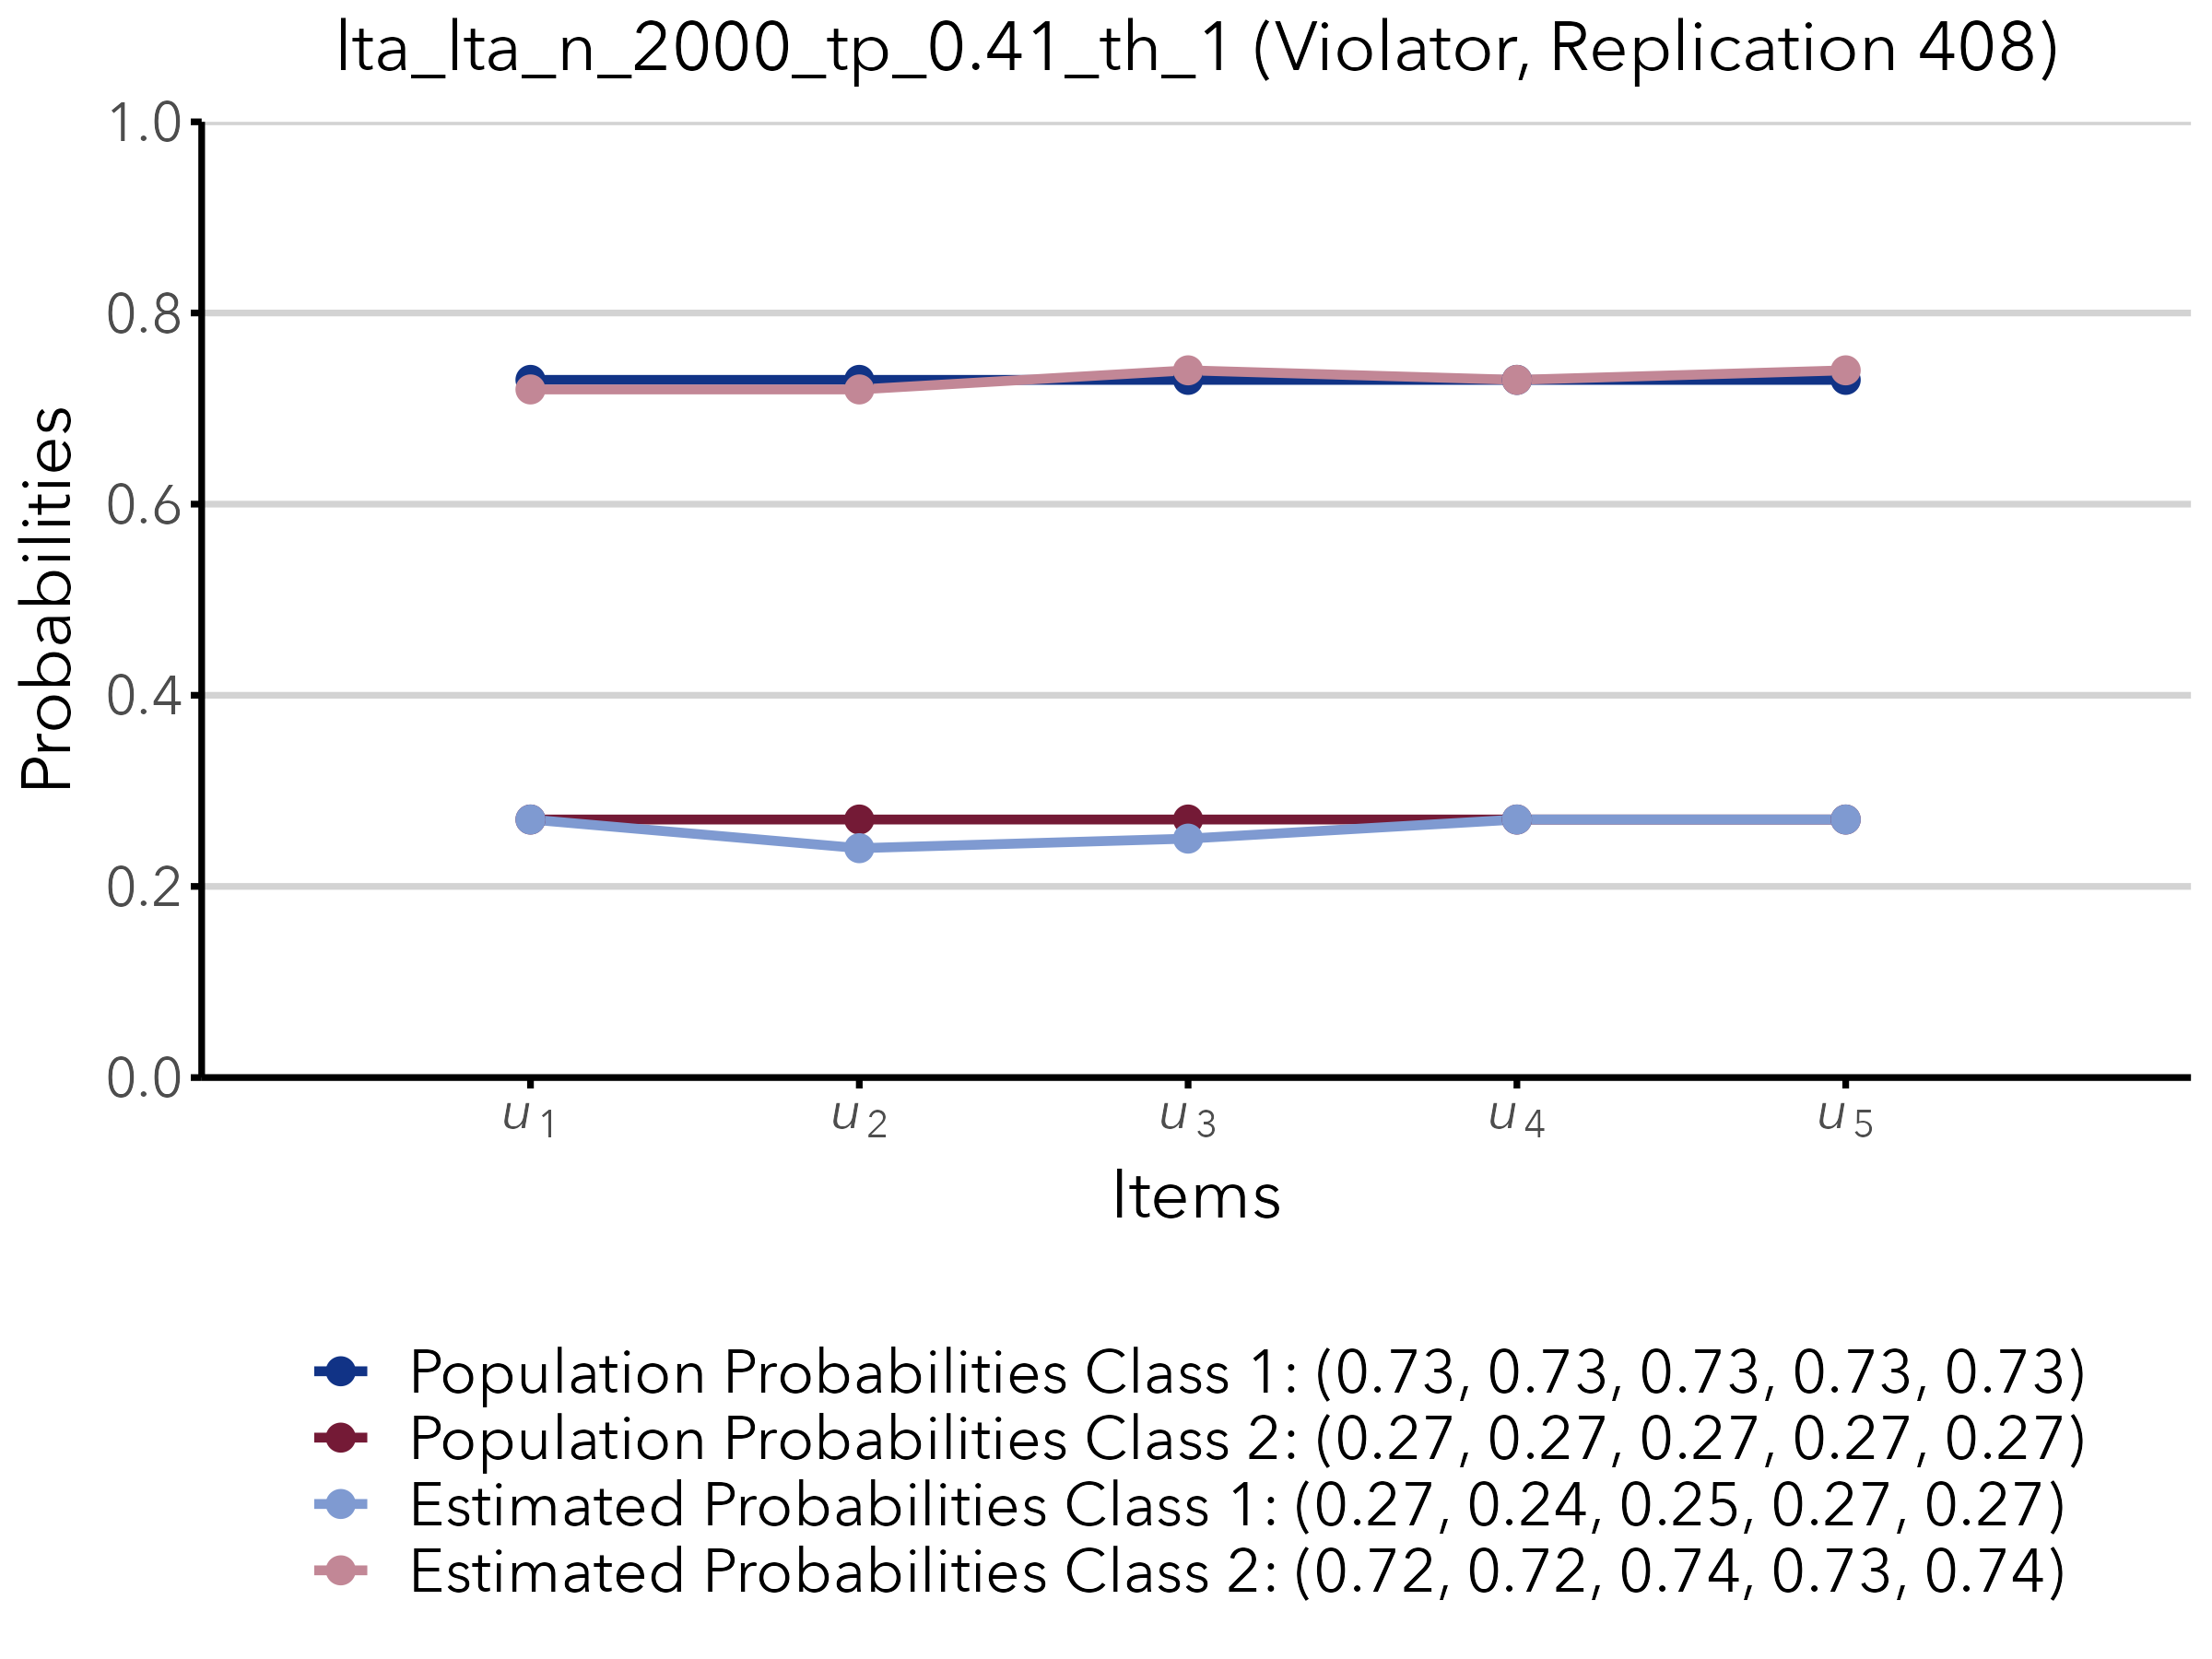 lta_lta_n_2000_tp_0.41_th_1 (Violator, Replication 408)
Probabilities
1.0
0.8
0.6
0.4
0.2
0.0
u1 u2 u3 u4 u5
Items
Population Probabilities Class 1: (0.73, 0.73, 0.73, 0.73, 0.73)
Population Probabilities Class 2: (0.27, 0.27, 0.27, 0.27, 0.27)
Estimated Probabilities Class 1: (0.27, 0.24, 0.25, 0.27, 0.27)
Estimated Probabilities Class 2: (0.72, 0.72, 0.74, 0.73, 0.74)